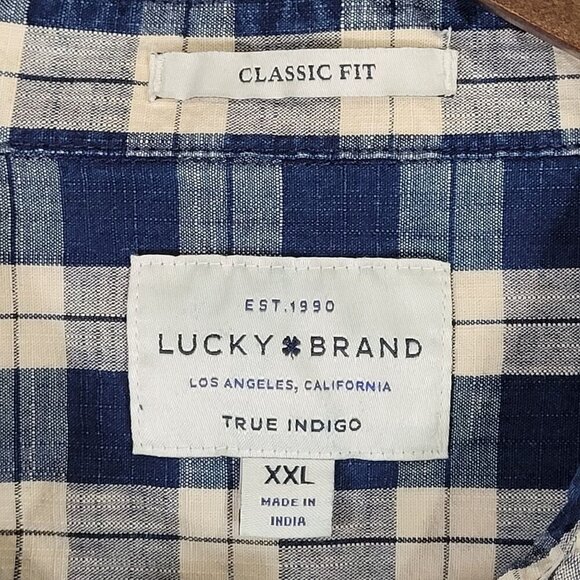 CLASSIC FIT
EST.1990
LUCKY BRAND
LOS ANGELES, CALIFORNIA
TRUE INDIGO
XXL
MADE IN
INDIA